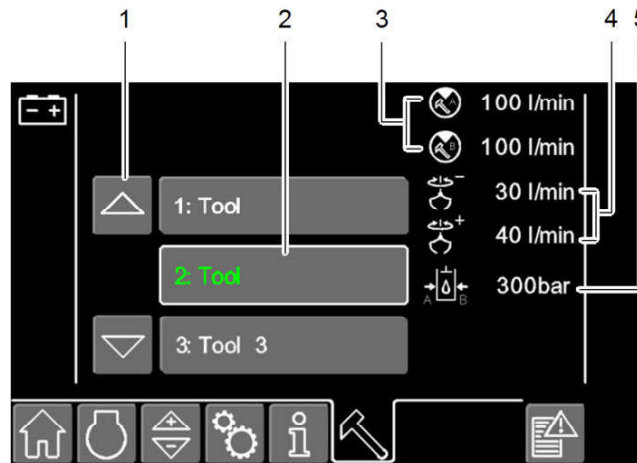 1 2 3 4 5
A 100 l/min
B 100 l/min
1: Tool
30 l/min
2: Tool
40 l/min
A B 300bar
3: Tool 3